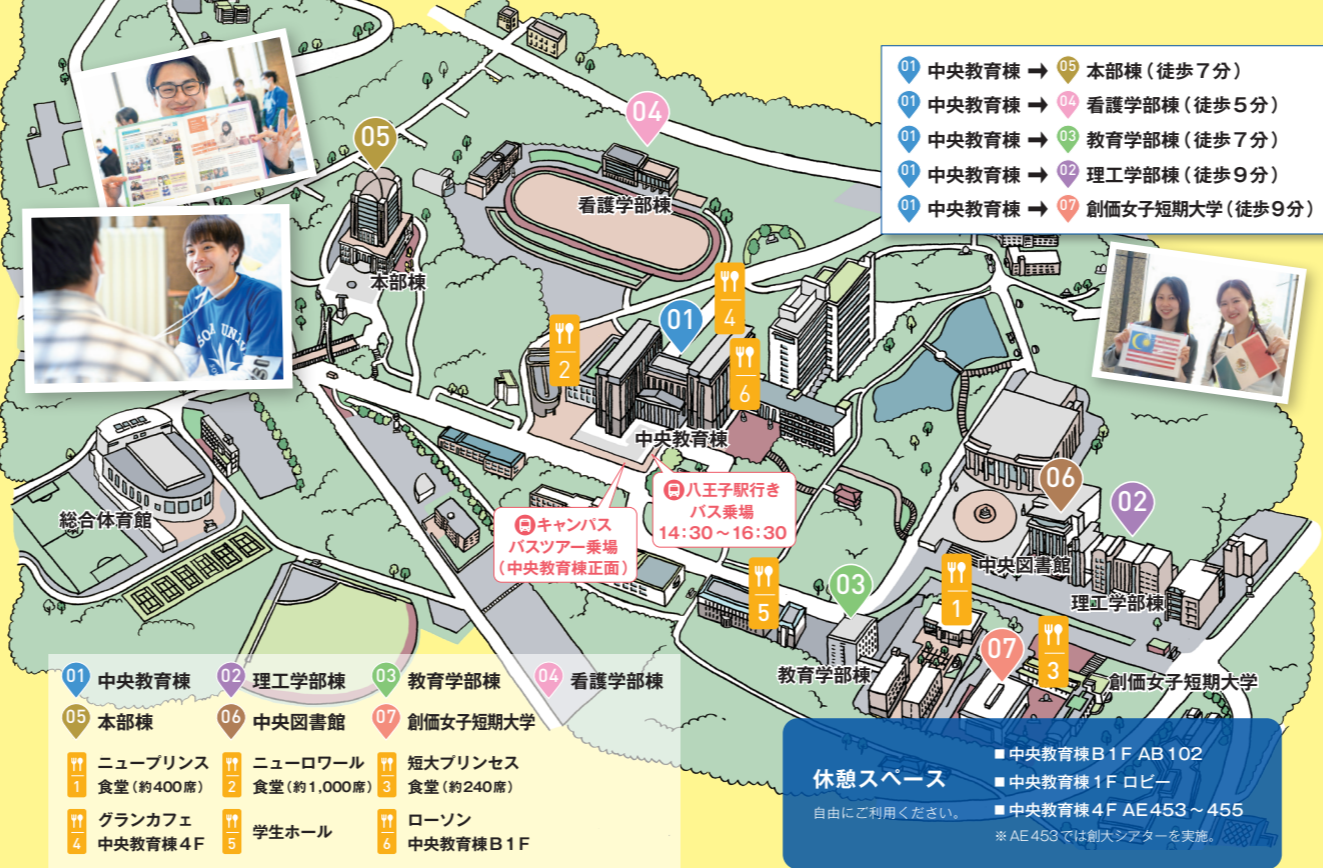 01 中央教育棟 ➡ 05 本部棟（徒歩7分）
01 中央教育棟 ➡ 04 看護学部棟（徒歩5分）
01 中央教育棟 ➡ 03 教育学部棟（徒歩7分）
01 中央教育棟 ➡ 02 理工学部棟（徒歩9分）
01 中央教育棟 ➡ 07 創価女子短期大学（徒歩9分）
04
看護学部棟
05
本部棟
01
中央教育棟
2
4
6
キャンパス
バスツアー乗場
（中央教育棟正面）
八王子駅行き
バス乗場
14:30～16:30
総合体育館
06
中央図書館
02
理工学部棟
5
03
教育学部棟
1
07
3
創価女子短期大学
01 中央教育棟 02 理工学部棟 03 教育学部棟 04 看護学部棟
05 本部棟 06 中央図書館 07 創価女子短期大学
1 ニュープリンス
食堂（約400席）
2 ニューロワール
食堂（約1,000席）
3 短大プリンセス
食堂（約240席）
4 グランカフェ
中央教育棟4F
5 学生ホール
6 ローソン
中央教育棟B1F
休憩スペース
自由にご利用ください。
■中央教育棟B1F AB102
■中央教育棟1F ロビー
■中央教育棟4F AE453～455
※AE453では創大シアターを実施。